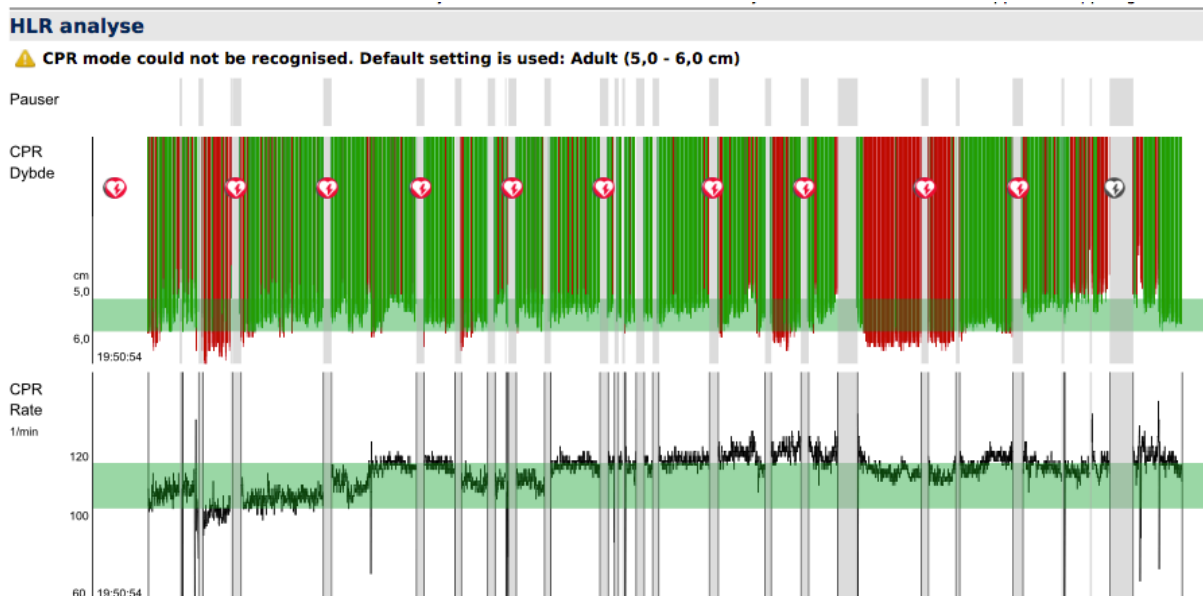 HLR analyse
CPR mode could not be recognised. Default setting is used: Adult (5,0 - 6,0 cm)
Pauser
CPR
Dybde
cm
5,0
6,0
19:50:54
CPR
Rate
1/min
120
100
60
19:50:54